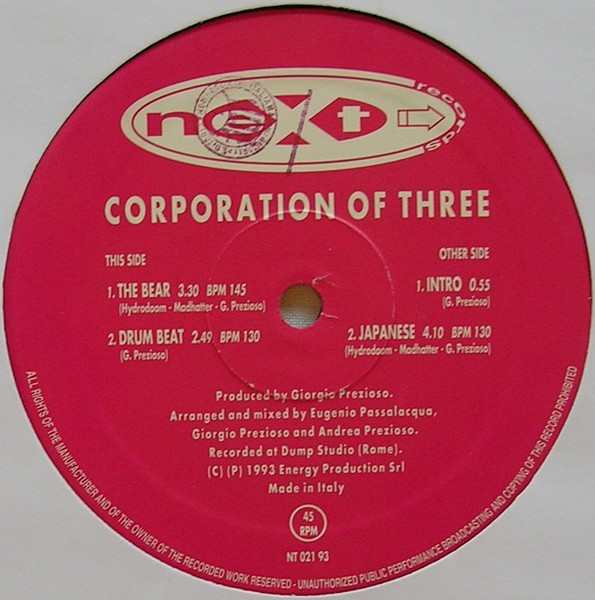 next
records
CORPORATION OF THREE
THIS SIDE
1. THE BEAR 3.30 BPM 145
(Hydrodoom - Madhatter - G. Prezioso)
2. DRUM BEAT 2.49 BPM 130
(G. Prezioso)
OTHER SIDE
1. INTRO 0.55
(G. Prezioso)
2. JAPANESE 4.10 BPM 130
(Hydrodoom - Madhatter - G. Prezioso)
Produced by Giorgio Prezioso.
Arranged and mixed by Eugenio Passalacqua,
Giorgio Prezioso and Andrea Prezioso.
Recorded at Dump Studio (Rome).
(C) (P) 1993 Energy Production Srl
Made in Italy
45
RPM
NT 021 93
ALL RIGHTS OF THE MANUFACTURER AND OF THE OWNER OF THE RECORDED WORK RESERVED - UNAUTHORIZED PUBLIC PERFORMANCE BROADCASTING AND COPYING OF THIS RECORD PROHIBITED